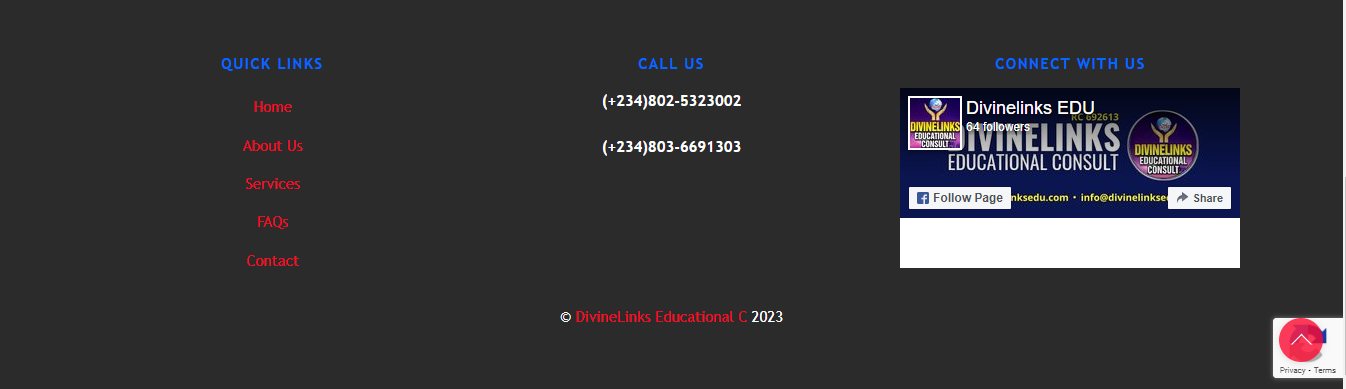 QUICK LINKS
Home
About Us
Services
FAQs
Contact
CALL US
(+234)802-5323002
(+234)803-6691303
CONNECT WITH US
Divinelinks EDU
64 followers
RC 692613
DIVINELINKS
EDUCATIONAL CONSULT
DIVINELINKS
EDUCATIONAL
CONSULT
DIVINELINKS
EDUCATIONAL
CONSULT
Follow Page
nksedu.com • info@divinelinkse
Share
© DivineLinks Educational C 2023
Privacy - Terms